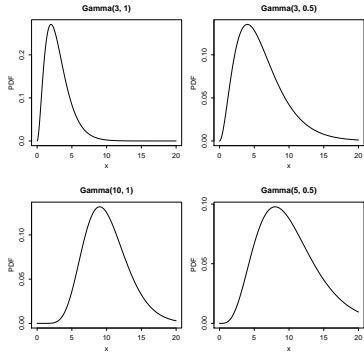 Gamma(3, 1)
PDF
0.0 0.1 0.2
0 5 10 15 20
x
Gamma(3, 0.5)
PDF
0.00 0.05 0.10
0 5 10 15 20
x
Gamma(10, 1)
PDF
0.00 0.05 0.10
0 5 10 15 20
x
Gamma(5, 0.5)
PDF
0.00 0.05 0.10
0 5 10 15 20
x